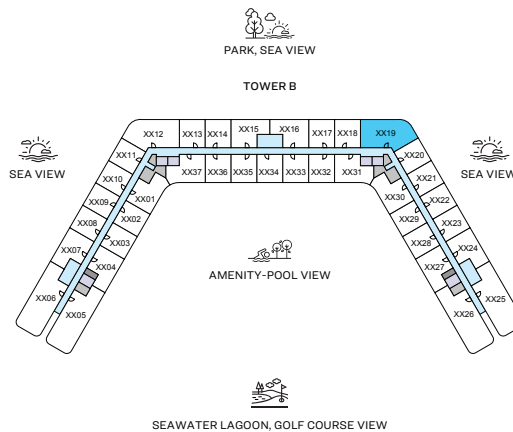 PARK, SEA VIEW
TOWER B
SEA VIEW
SEA VIEW
XX12
XX13
XX14
XX15
XX16
XX17
XX18
XX19
XX11
XX10
XX09
XX08
XX07
XX06
XX05
XX04
XX03
XX02
XX01
XX37
XX36
XX35
XX34
XX33
XX32
XX31
XX30
XX29
XX28
XX27
XX26
XX20
XX21
XX22
XX23
XX24
XX25
AMENITY-POOL VIEW
SEAWATER LAGOON, GOLF COURSE VIEW